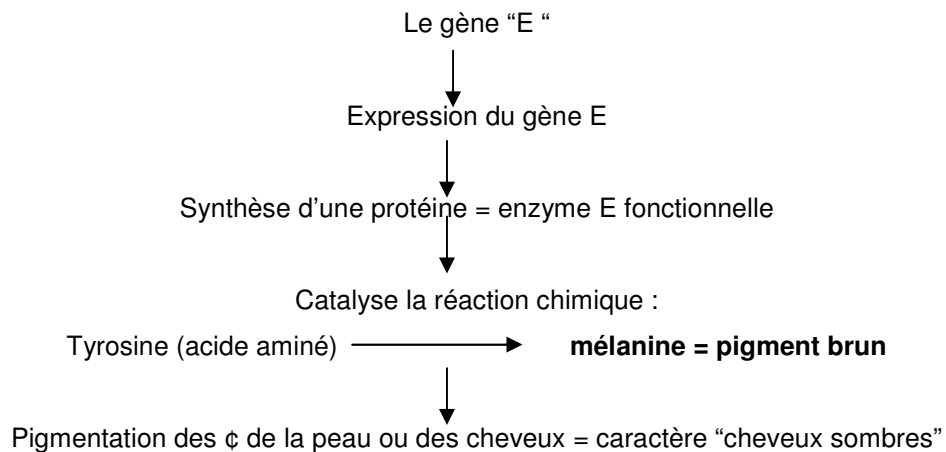 Le gène “E “
Expression du gène E
Synthèse d’une protéine = enzyme E fonctionnelle
Catalyse la réaction chimique :
Tyrosine (acide aminé) mélanine = pigment brun
Pigmentation des ¢ de la peau ou des cheveux = caractère “cheveux sombres”